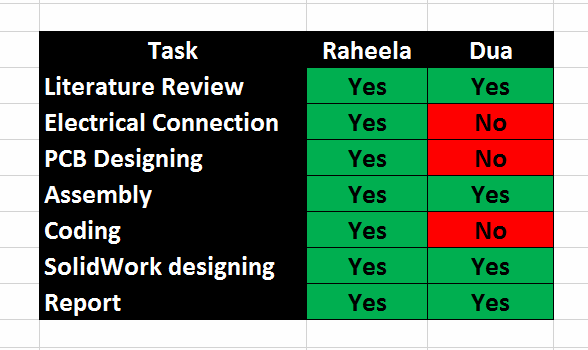 Task Raheela Dua
Literature Review Yes Yes
Electrical Connection Yes No
PCB Designing Yes No
Assembly Yes Yes
Coding Yes No
SolidWork designing Yes Yes
Report Yes Yes